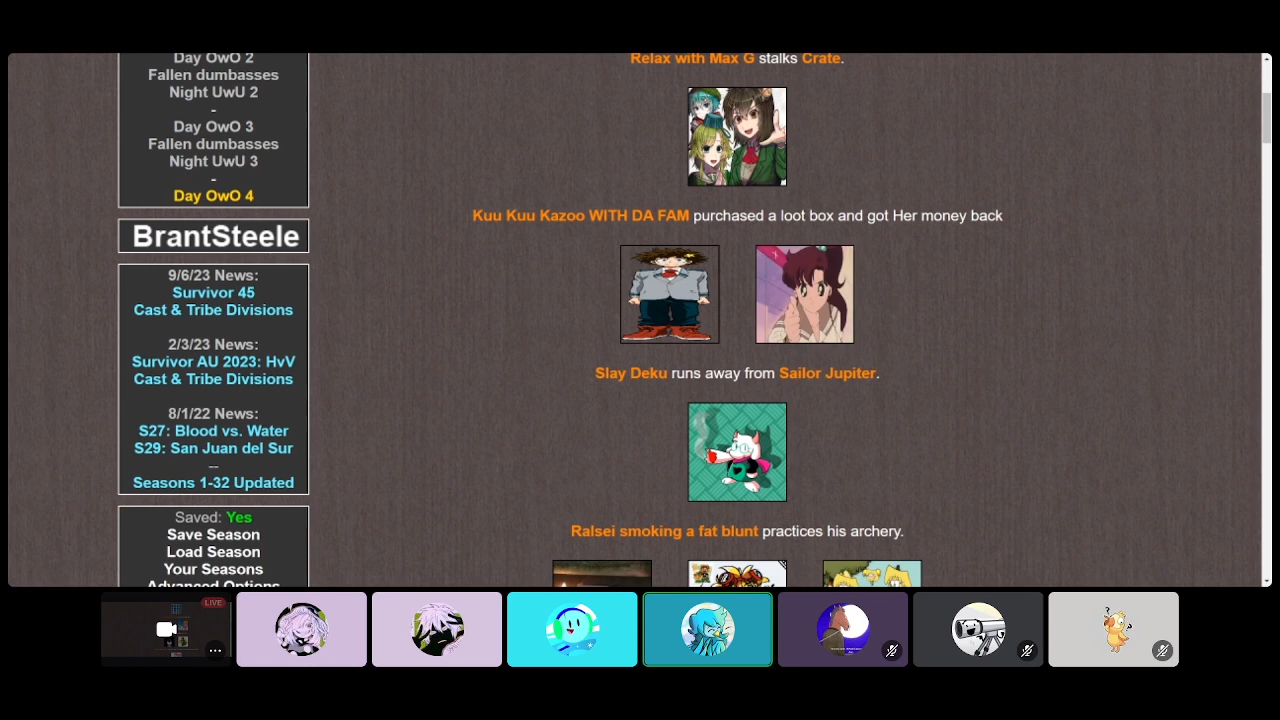 Day OwO 2
Fallen dumbasses
Night UwU 2
-
Day OwO 3
Fallen dumbasses
Night UwU 3
-
Day OwO 4
BrantSteele
9/6/23 News:
Survivor 45
Cast & Tribe Divisions
2/3/23 News:
Survivor AU 2023: HvV
Cast & Tribe Divisions
8/1/22 News:
S27: Blood vs. Water
S29: San Juan del Sur
--
Seasons 1-32 Updated
Saved: Yes
Save Season
Load Season
Your Seasons
Advanced Options
Relax with Max G stalks Crate.
Kuu Kuu Kazoo WITH DA FAM purchased a loot box and got Her money back
Slay Deku runs away from Sailor Jupiter.
Ralsei smoking a fat blunt practices his archery.
LIVE